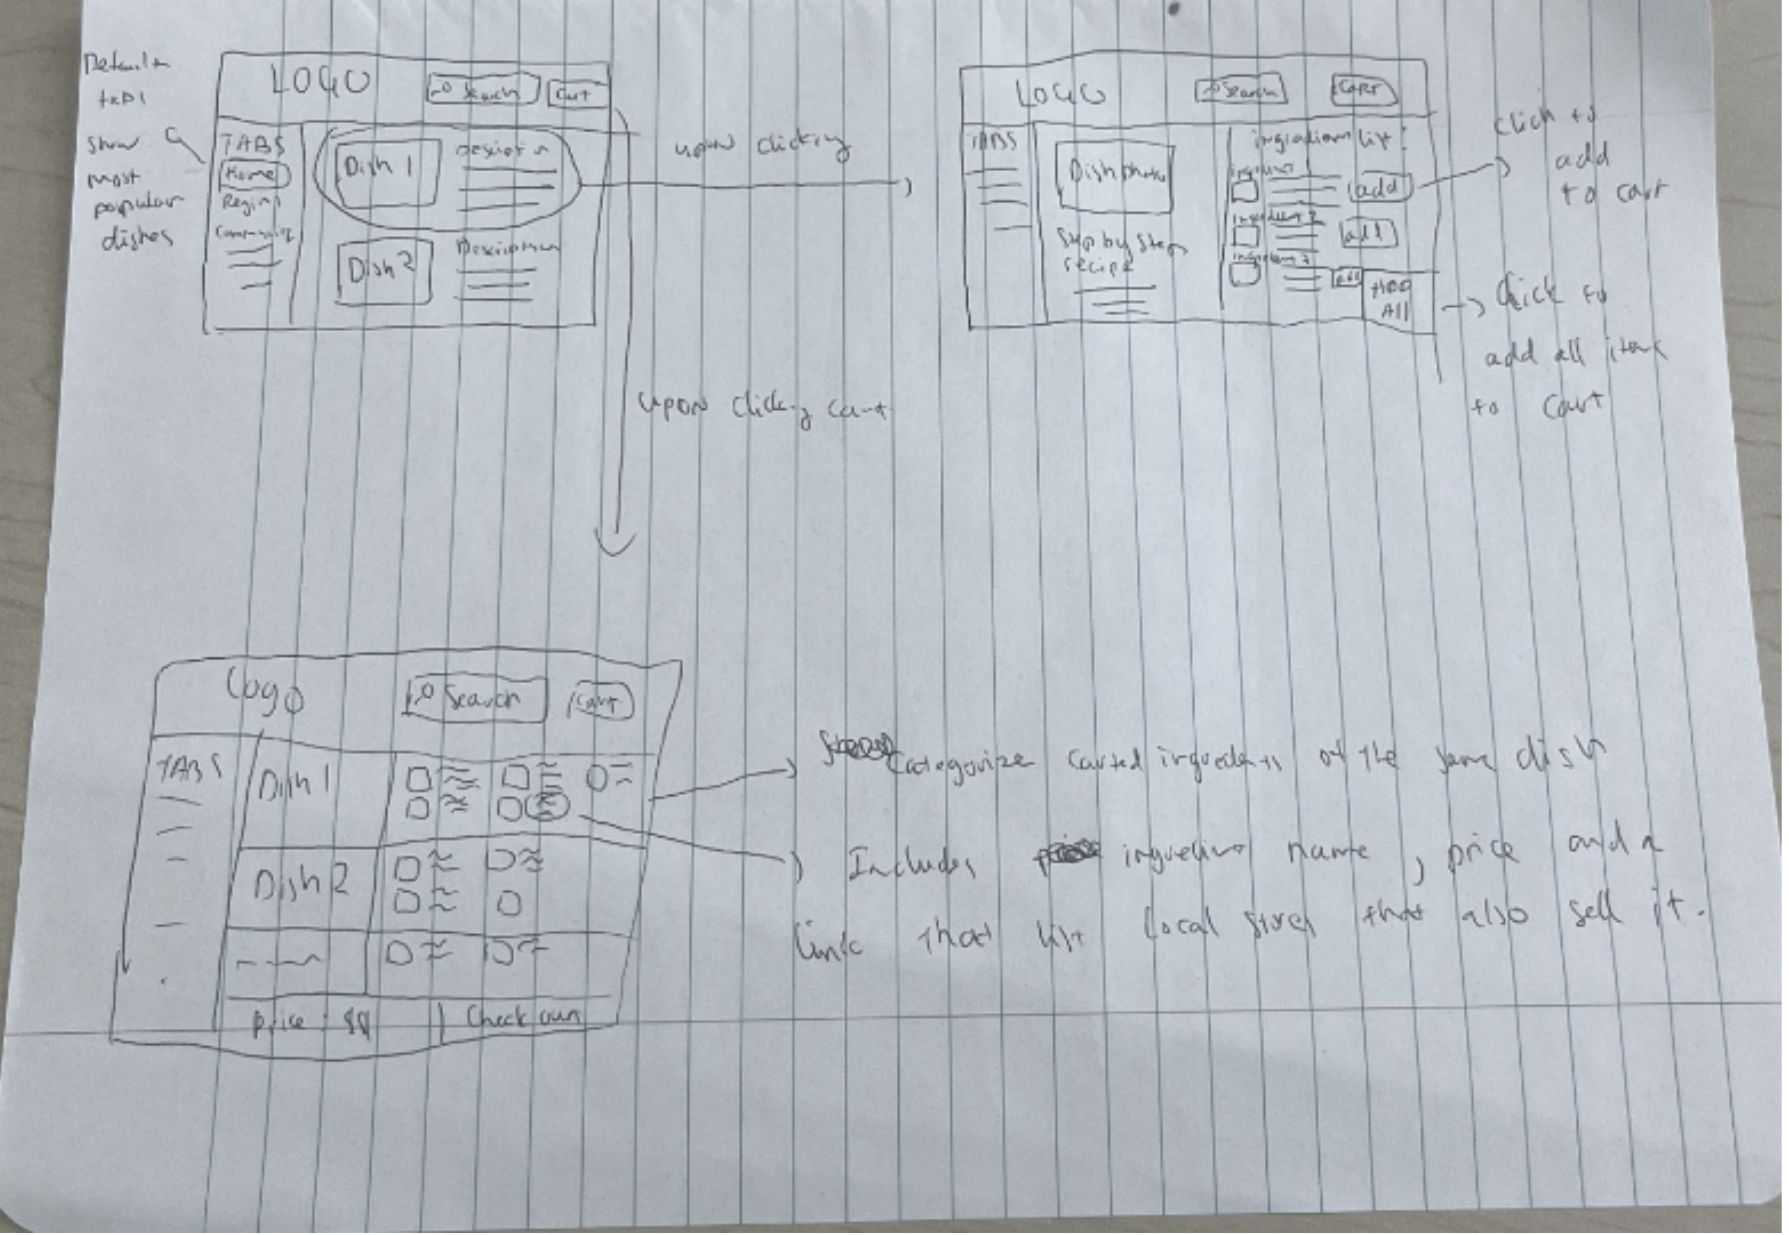 Default
tab
show
most
popular
dishes
LOGO
Search
Cart
TABS
Home
Region
Community
Dish 1
Description
Dish 2
Description
upon clicking
LOGO
Search
Cart
TABS
Dish photo
Step by step
recipe
ingredient list:
ingredient 1
add
ingredient 2
add
ingredient 3
add
Add
All
click to
add
to cart
Click to
add all items
to cart
upon clicking cart
Logo
Search
Cart
TABS
Dish 1
Dish 2
price: $$
Check out
Categorize carted ingredients of the same dish
Includes ingredient name, price and a
link that list local stores that also sell it.